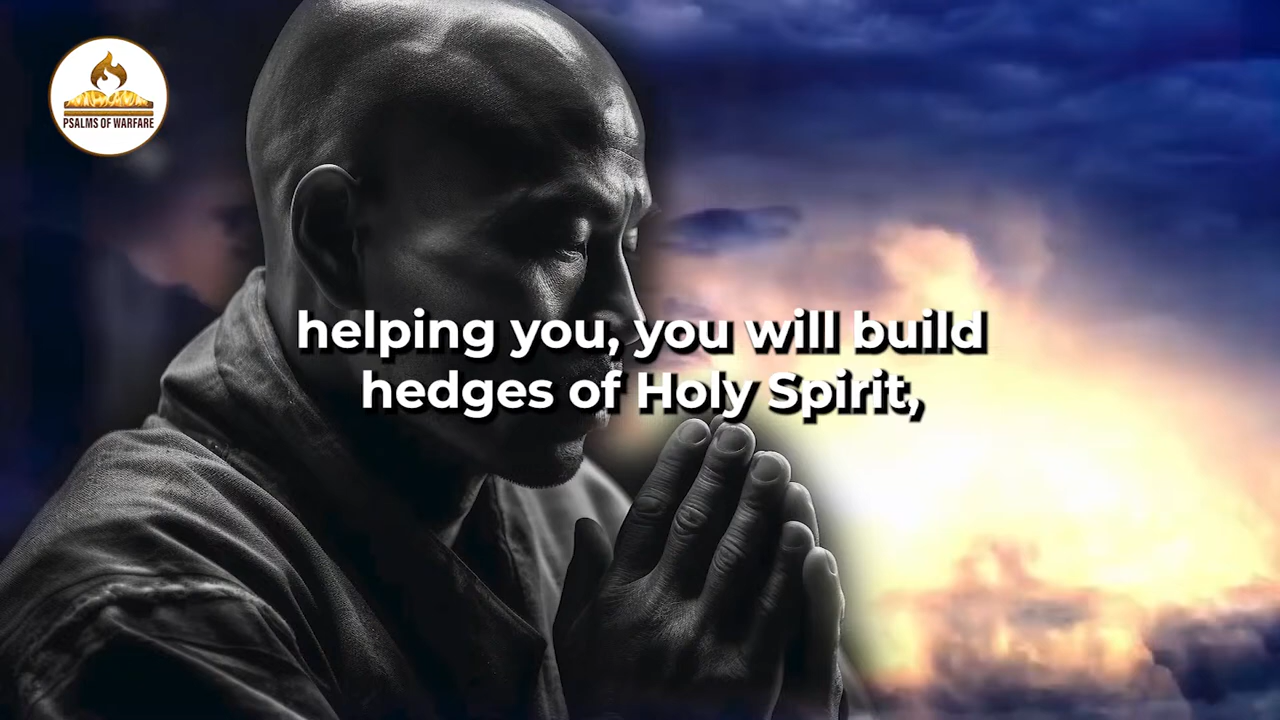 PSALMS OF WARFARE
helping you, you will build
hedges of Holy Spirit,